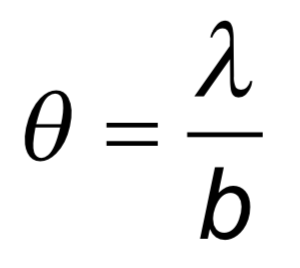 θ = λ / b